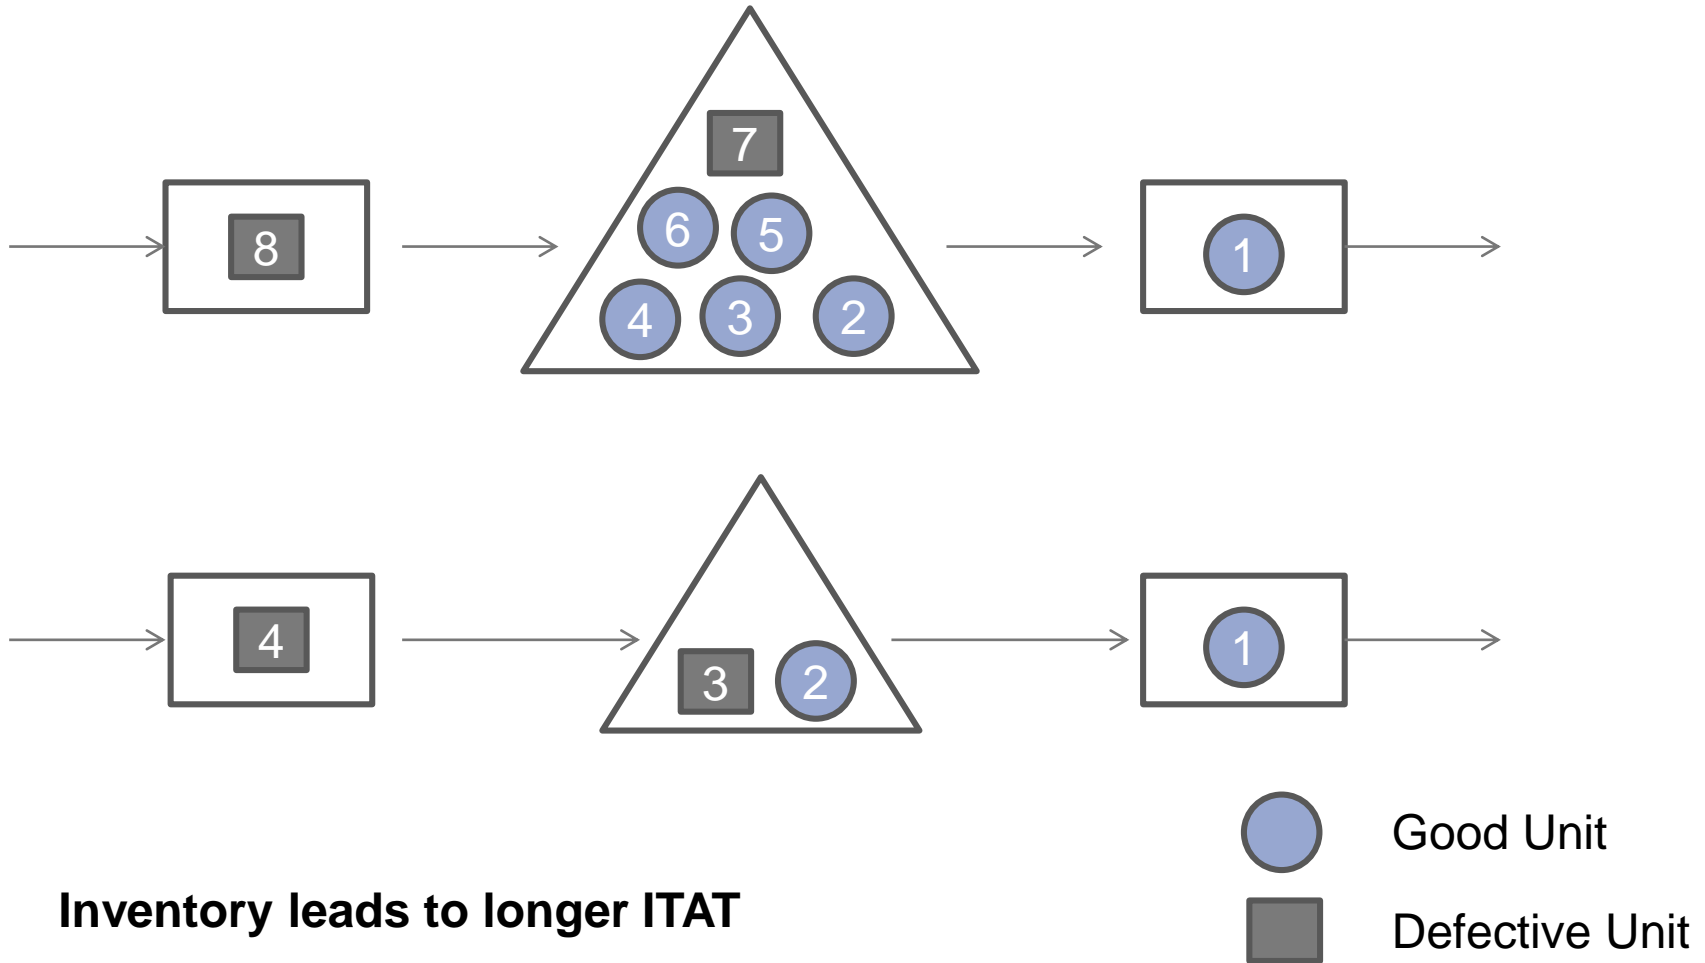 7
6 5
8 1
4 3 2
4 3 2 1
Good Unit
Inventory leads to longer ITAT
Defective Unit